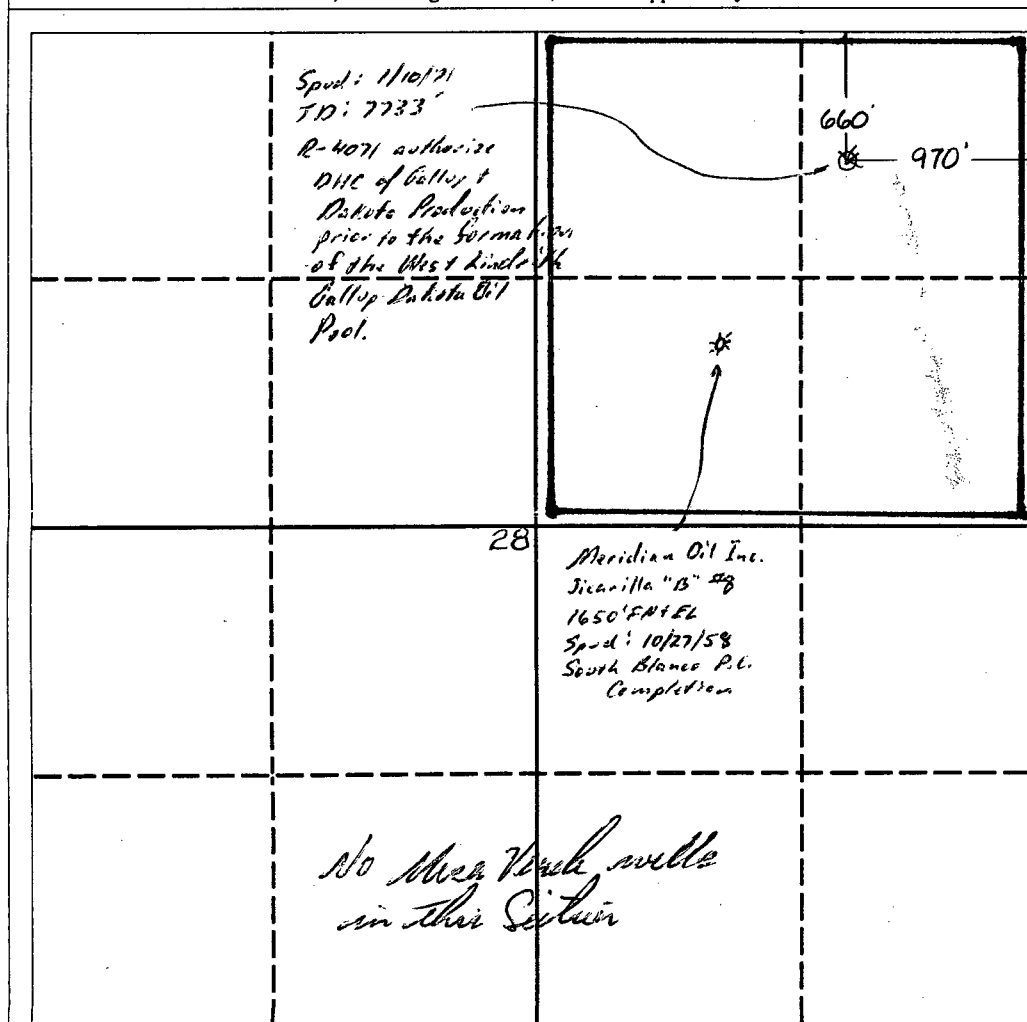 Spud: 1/10/71
TD: 7733'
R-4071 authorize
DHC of Gallup &
Dakota Production
prior to the formation
of the West Lindrith
Gallup-Dakota Oil
Pool.
660'
970'
28
Meridian Oil Inc.
Jicarilla "B" #8
1650' FN & EL
Spud: 10/27/58
South Blanco P.C.
Completion
No Mesa Verde wells
in this Section